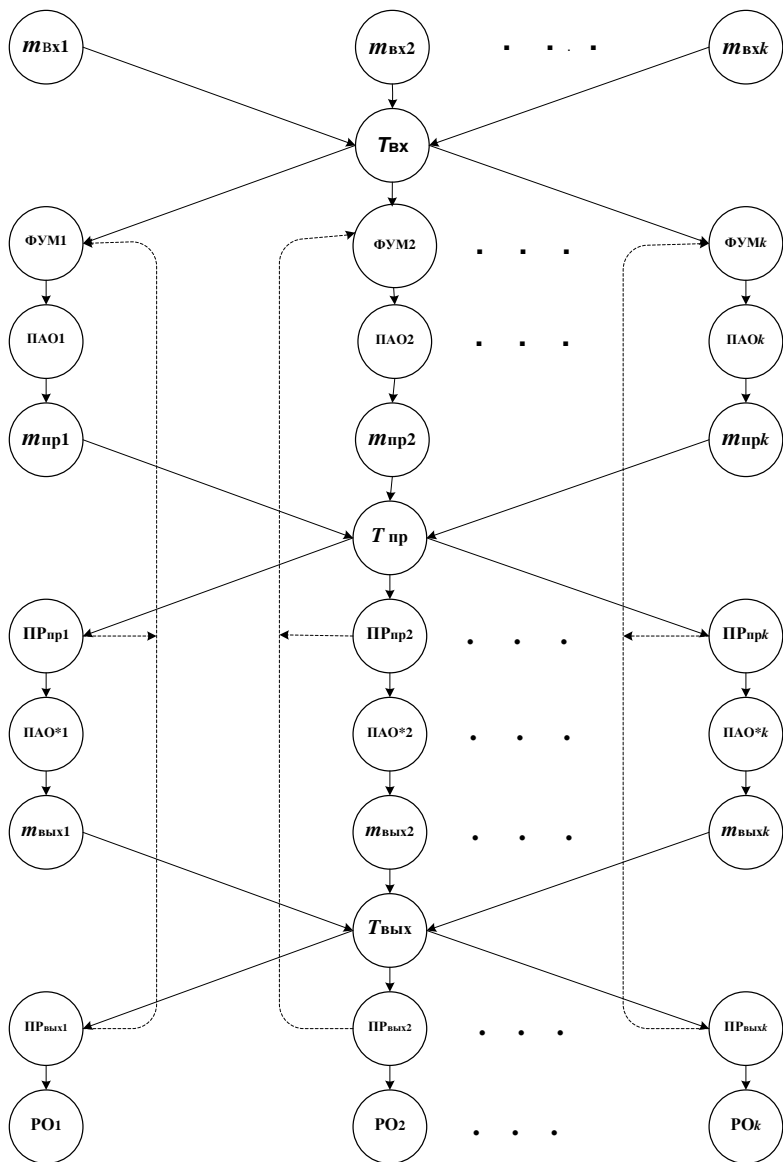 mвх1 mвх2 . . . mвхk
Tвх
ФУМ1 ФУМ2 . . . ФУМk
ПАО1 ПАО2 . . . ПАОk
mпр1 mпр2 mпрk
T пр
ПРпр1 ПРпр2 . . . ПРпрk
ПАО*1 ПАО*2 . . . ПАО*k
mвых1 mвых2 . . . mвыхk
Tвых
ПРвых1 ПРвых2 . . . ПРвыхk
РО1 РО2 . . . РОk